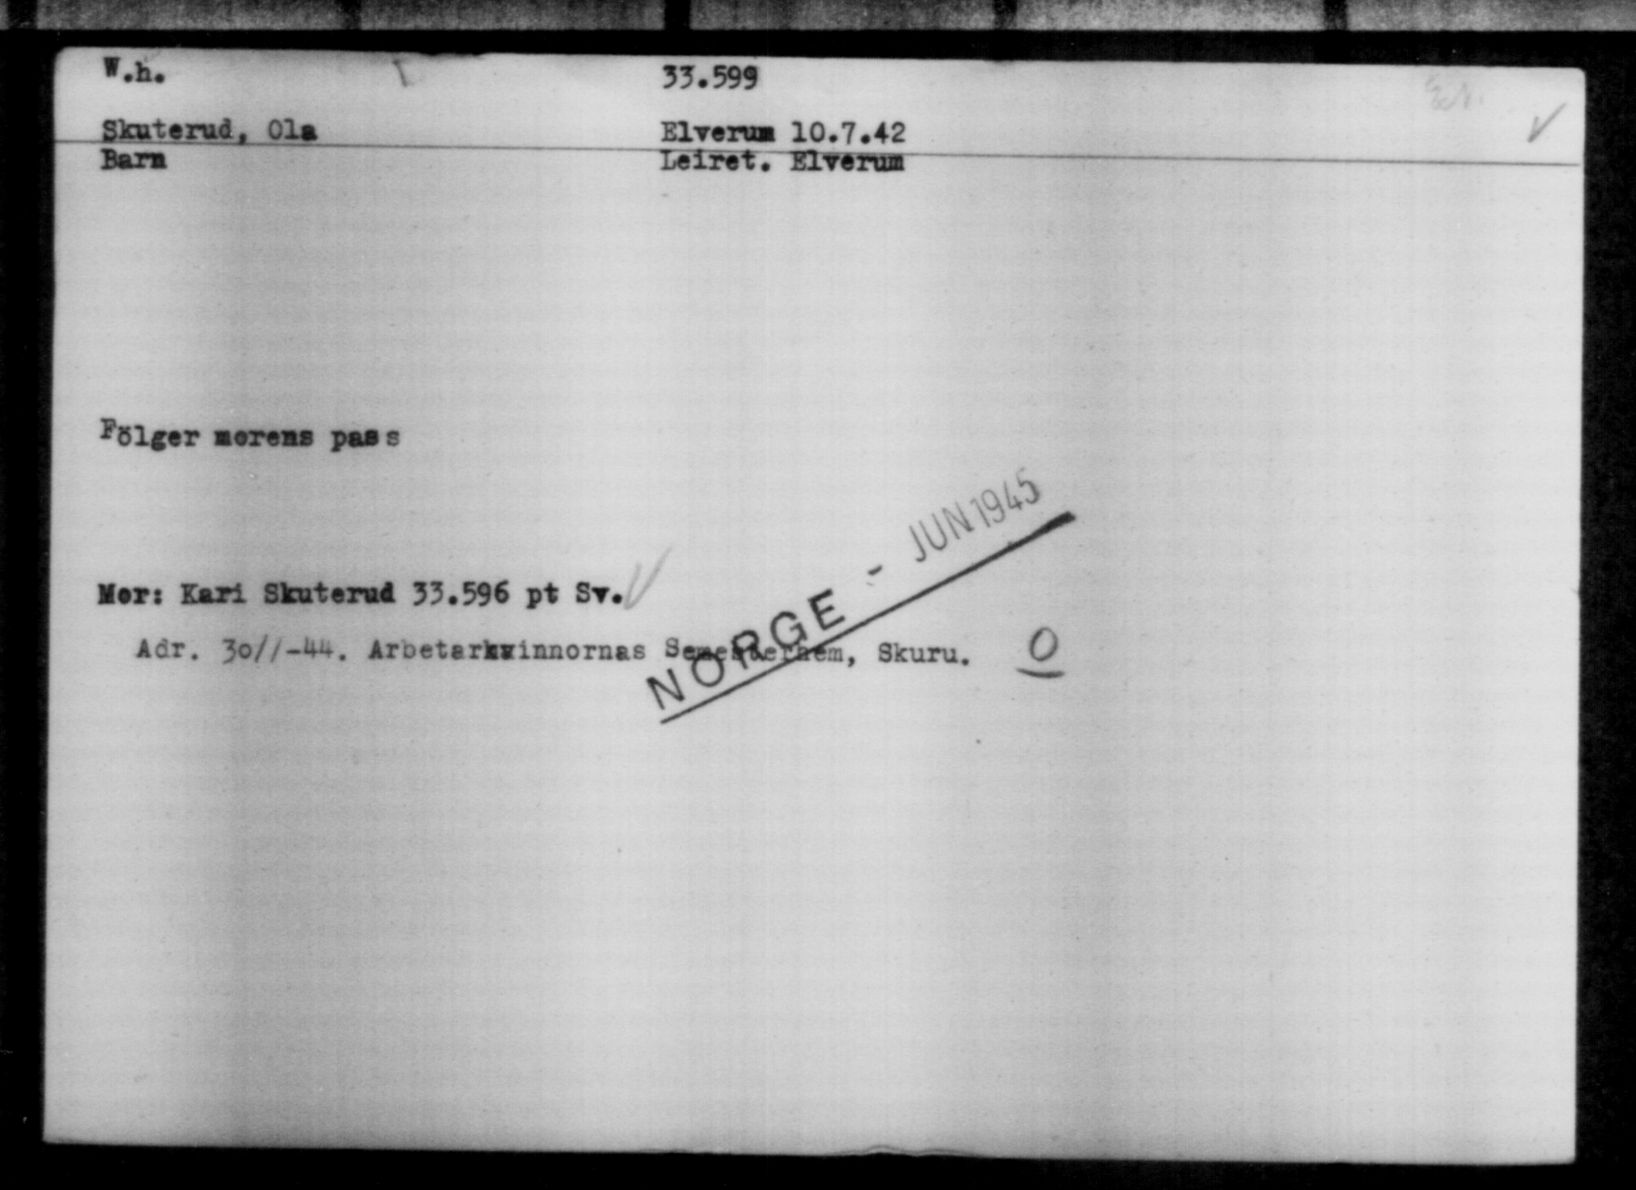 W.h. 33.599
Skuterud, Ola Elverum 10.7.42
Barn Leiret. Elverum
Fölger morens pass
NORGE - JUN 1945
Mor: Kari Skuterud 33.596 pt Sv.
Adr. 30//-44. Arbetarkvinnornas Semesterhem, Skuru. O